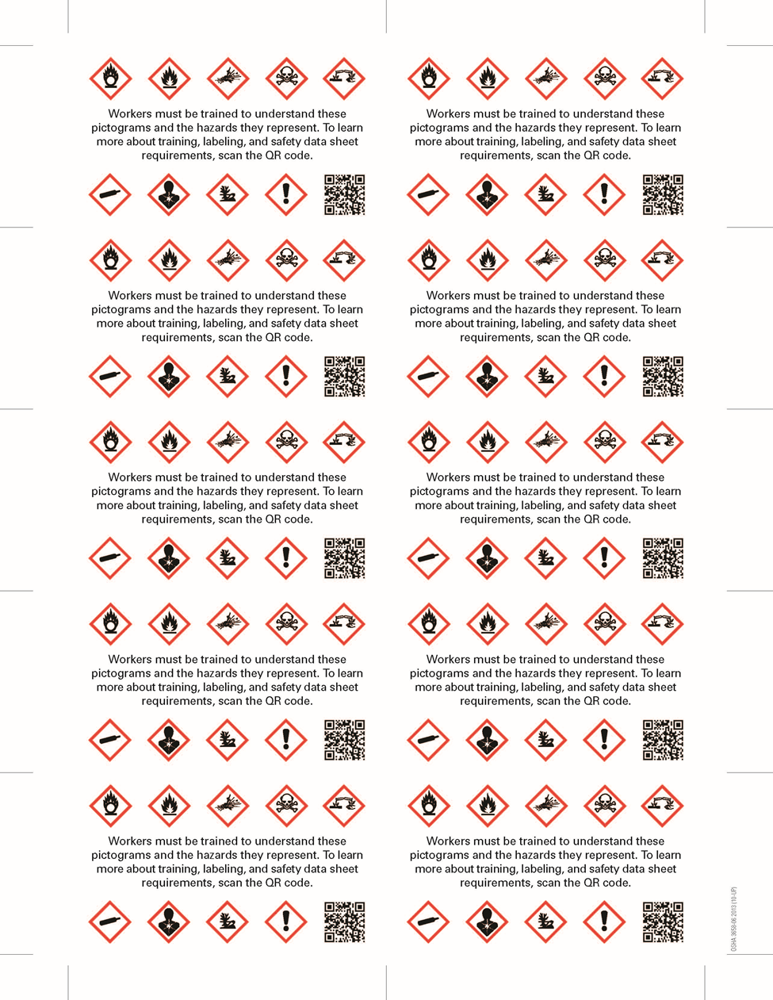 Workers must be trained to understand these
pictograms and the hazards they represent. To learn
more about training, labeling, and safety data sheet
requirements, scan the QR code.
Workers must be trained to understand these
pictograms and the hazards they represent. To learn
more about training, labeling, and safety data sheet
requirements, scan the QR code.
Workers must be trained to understand these
pictograms and the hazards they represent. To learn
more about training, labeling, and safety data sheet
requirements, scan the QR code.
Workers must be trained to understand these
pictograms and the hazards they represent. To learn
more about training, labeling, and safety data sheet
requirements, scan the QR code.
Workers must be trained to understand these
pictograms and the hazards they represent. To learn
more about training, labeling, and safety data sheet
requirements, scan the QR code.
Workers must be trained to understand these
pictograms and the hazards they represent. To learn
more about training, labeling, and safety data sheet
requirements, scan the QR code.
Workers must be trained to understand these
pictograms and the hazards they represent. To learn
more about training, labeling, and safety data sheet
requirements, scan the QR code.
Workers must be trained to understand these
pictograms and the hazards they represent. To learn
more about training, labeling, and safety data sheet
requirements, scan the QR code.
Workers must be trained to understand these
pictograms and the hazards they represent. To learn
more about training, labeling, and safety data sheet
requirements, scan the QR code.
Workers must be trained to understand these
pictograms and the hazards they represent. To learn
more about training, labeling, and safety data sheet
requirements, scan the QR code.
OSHA 3658-06 2013 (10-UP)